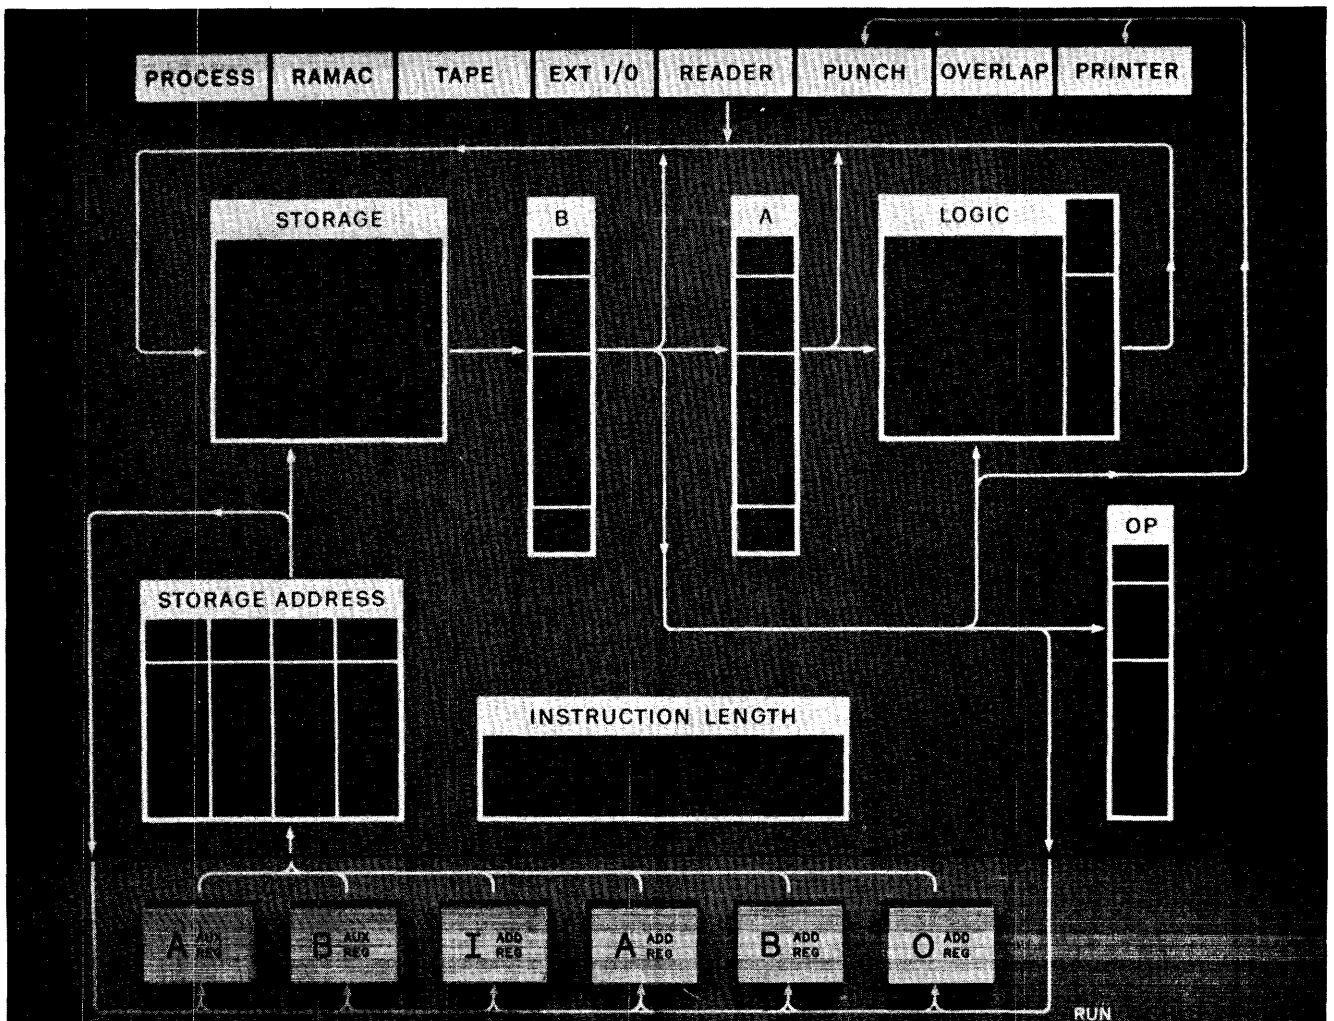 PROCESS RAMAC TAPE EXT I/O READER PUNCH OVERLAP PRINTER
STORAGE B A LOGIC
OP
STORAGE ADDRESS
INSTRUCTION LENGTH
A AUX REG B AUX REG I ADD REG A ADD REG B ADD REG O ADD REG
RUN